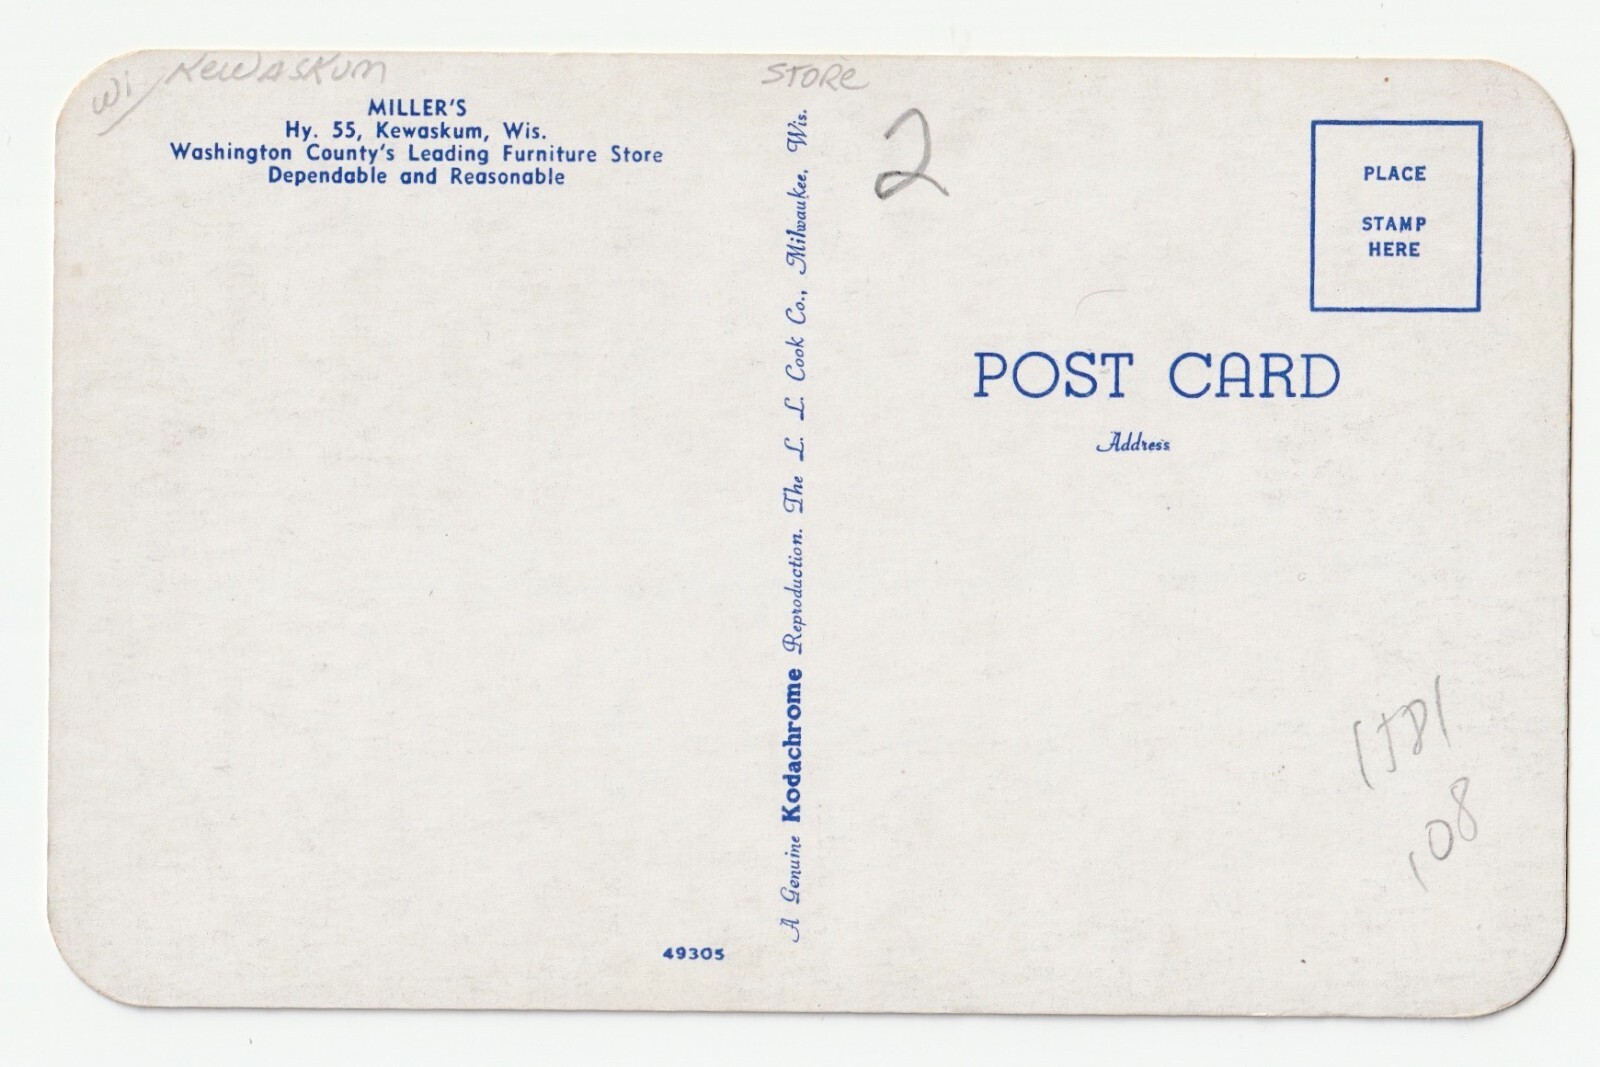 WI / KEWASKUM
STORE
MILLER'S
Hy. 55, Kewaskum, Wis.
Washington County's Leading Furniture Store
Dependable and Reasonable
49305
A Genuine Kodachrome Reproduction. The L. L. Cook Co., Milwaukee, Wis.
2
PLACE
STAMP
HERE
POST CARD
Address
.08